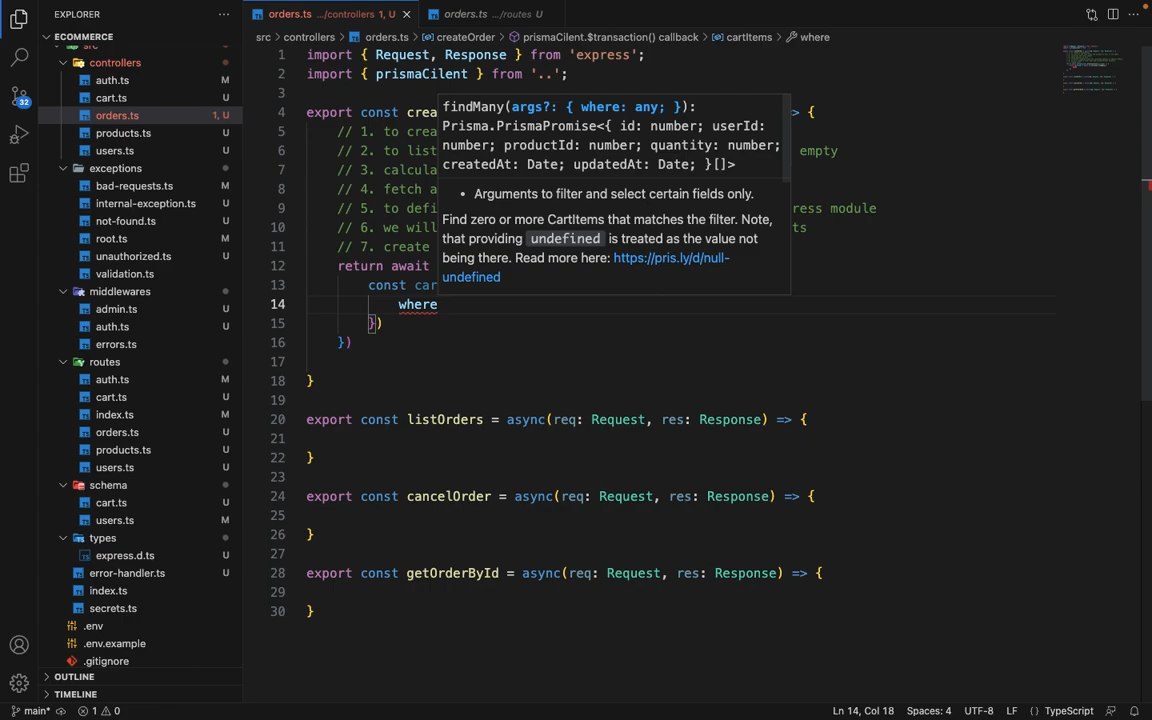 EXPLORER
orders.ts .../controllers 1, U
orders.ts .../routes U
ECOMMERCE
src
src > controllers > orders.ts > createOrder > prismaCilent.$transaction() callback > cartItems > where
controllers
auth.ts M
cart.ts U
orders.ts 1, U
products.ts U
users.ts U
exceptions
bad-requests.ts M
internal-exception.ts U
not-found.ts U
root.ts M
unauthorized.ts U
validation.ts
middlewares
admin.ts U
auth.ts U
errors.ts
routes
auth.ts M
cart.ts U
index.ts M
orders.ts U
products.ts U
users.ts U
schema
cart.ts U
users.ts M
types
express.d.ts U
error-handler.ts U
index.ts
secrets.ts
.env
.env.example
.gitignore
OUTLINE
TIMELINE
1 import { Request, Response } from 'express';
2 import { prismaCilent } from '..';
3
4 export const crea > {
5 // 1. to crea
6 // 2. to list empty
7 // 3. calcula
8 // 4. fetch a
9 // 5. to defi ress module
10 // 6. we will ts
11 // 7. create
12 return await
13 const car
14 where
15 })
16 })
17
18 }
19
20 export const listOrders = async(req: Request, res: Response) => {
21
22 }
23
24 export const cancelOrder = async(req: Request, res: Response) => {
25
26 }
27
28 export const getOrderById = async(req: Request, res: Response) => {
29
30 }
findMany(args?: { where: any; }):
Prisma.PrismaPromise<{ id: number; userId:
number; productId: number; quantity: number;
createdAt: Date; updatedAt: Date; }[]>
• Arguments to filter and select certain fields only.
Find zero or more CartItems that matches the filter. Note,
that providing undefined is treated as the value not
being there. Read more here: https://pris.ly/d/null-
undefined
32
main* 1 0
Ln 14, Col 18 Spaces: 4 UTF-8 LF {} TypeScript